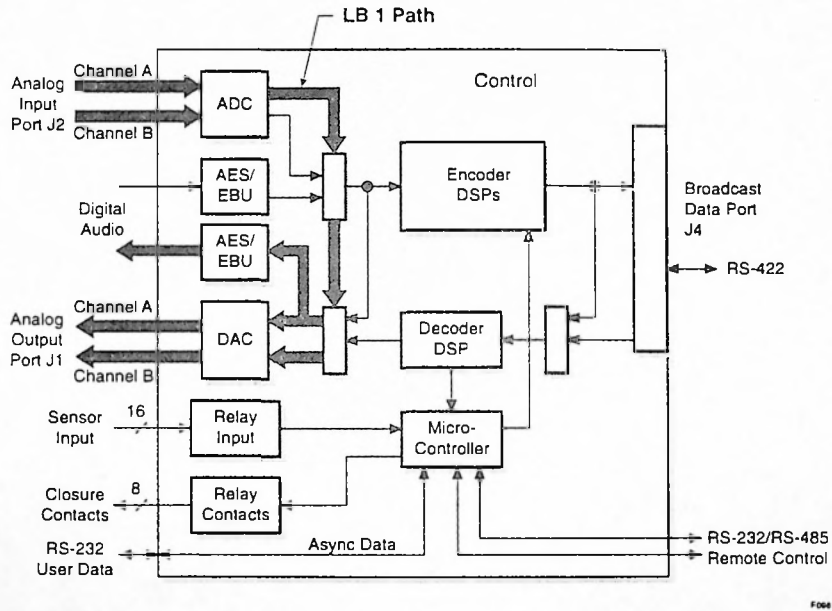 LB 1 Path
Control
Channel A
Analog
Input
Port J2
Channel B
ADC
AES/
EBU
Digital
Audio
AES/
EBU
Encoder
DSPs
Broadcast
Data Port
J4
RS-422
Channel A
Analog
Output
Port J1
Channel B
DAC
Decoder
DSP
Sensor
Input
16
Relay
Input
Micro-
Controller
Closure
Contacts
8
Relay
Contacts
RS-232
User Data
Async Data
RS-232/RS-485
Remote Control